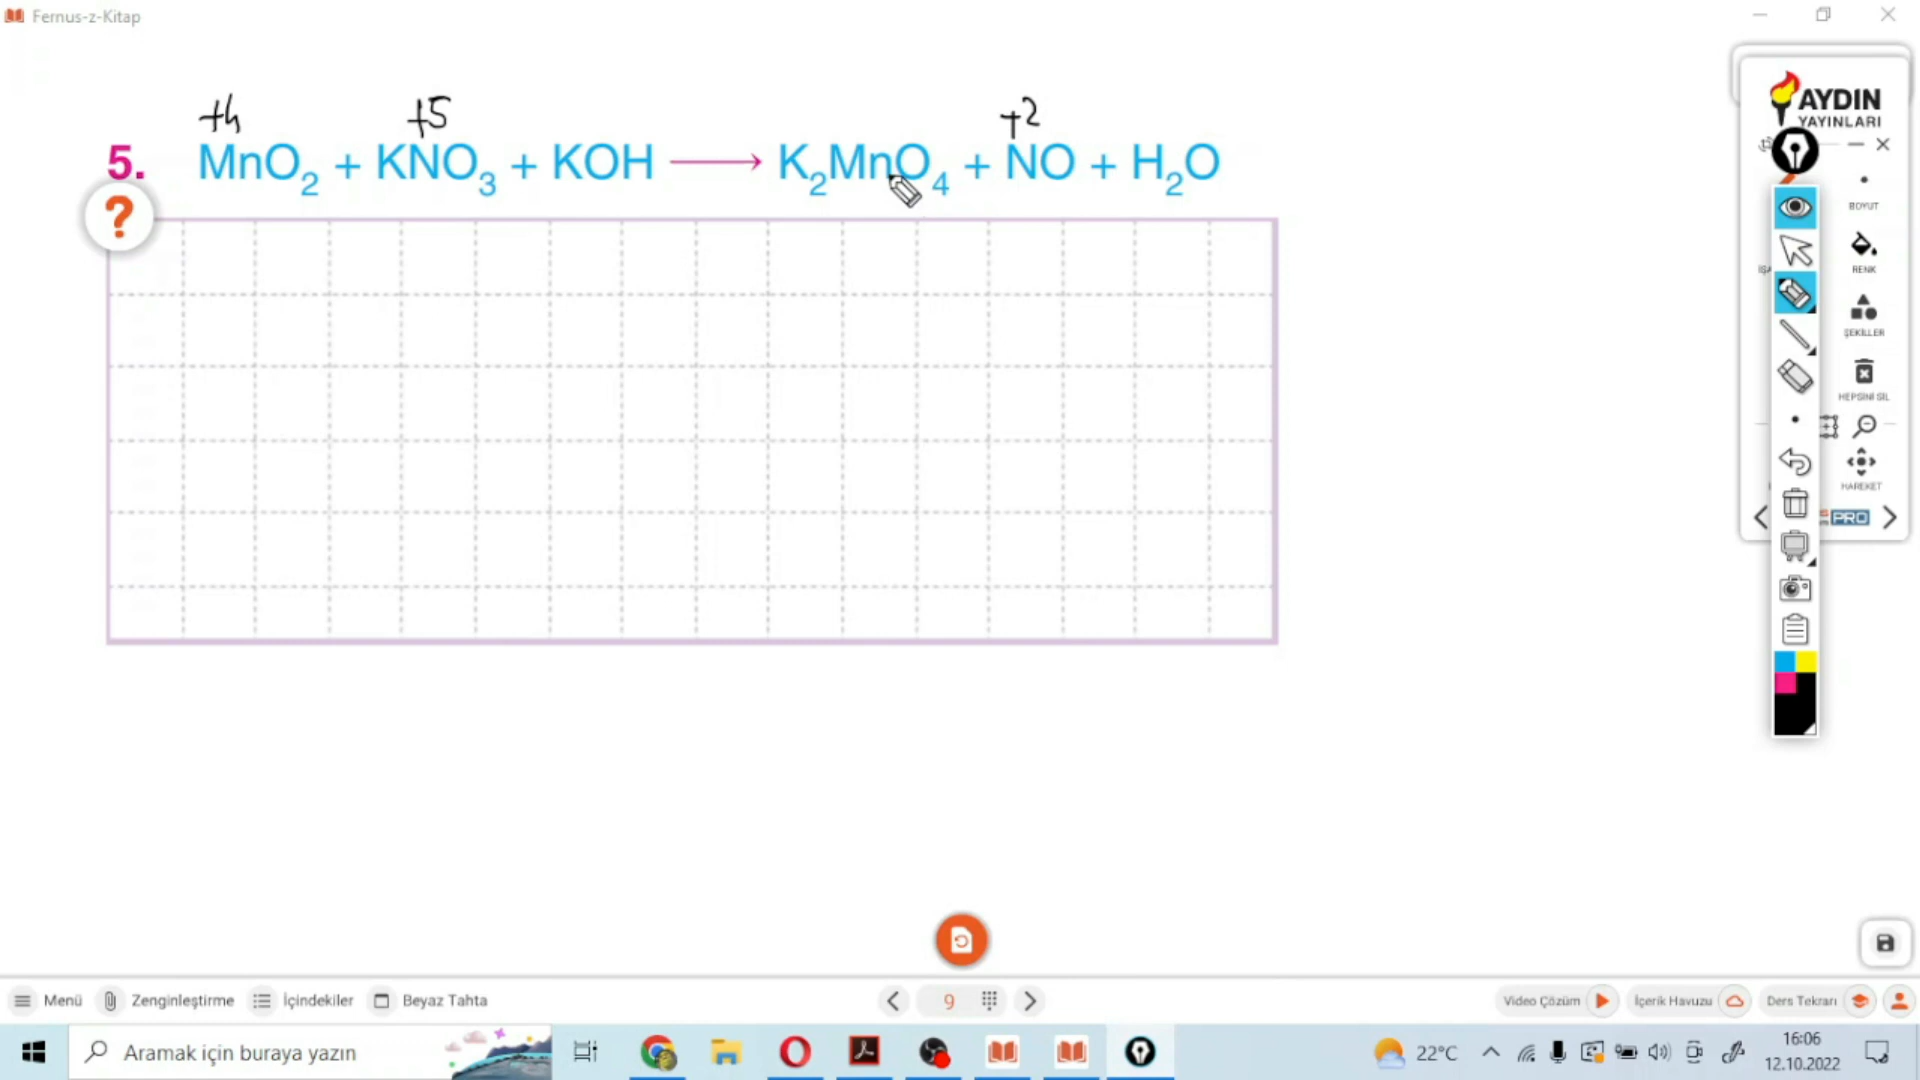 Fernus-z-Kitap
+4 +5 +2
5. MnO₂ + KNO₃ + KOH ⟶ K₂MnO₄ + NO + H₂O
?
AYDIN
YAYINLARI
BOYUT
RENK
ŞEKİLLER
HEPSİNİ SİL
HAREKET
PRO
Menü Zenginleştirme İçindekiler Beyaz Tahta 9 Video Çözüm İçerik Havuzu Ders Tekrarı
Aramak için buraya yazın 22°C 16:06
12.10.2022